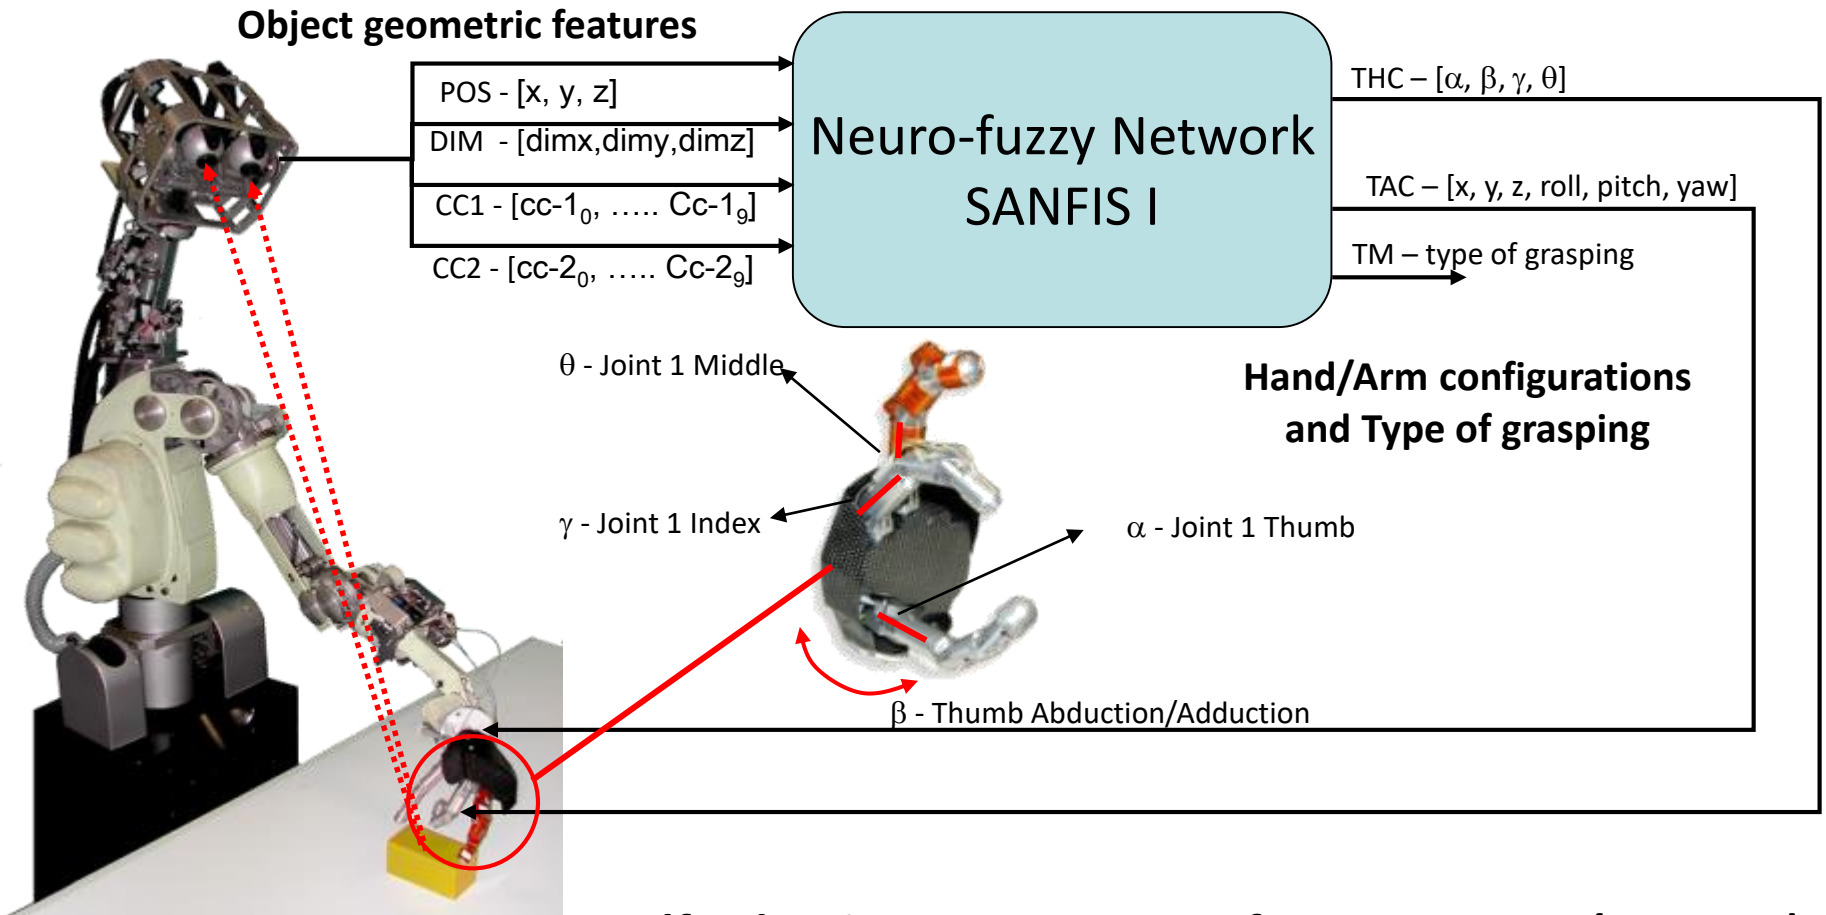 Object geometric features
POS - [x, y, z]
DIM - [dimx,dimy,dimz]
CC1 - [cc-1₀, ..... Cc-1₉]
CC2 - [cc-2₀, ..... Cc-2₉]
Neuro-fuzzy Network
SANFIS I
THC – [α, β, γ, θ]
TAC – [x, y, z, roll, pitch, yaw]
TM – type of grasping
Hand/Arm configurations
and Type of grasping
θ - Joint 1 Middle
γ - Joint 1 Index
α - Joint 1 Thumb
β - Thumb Abduction/Adduction